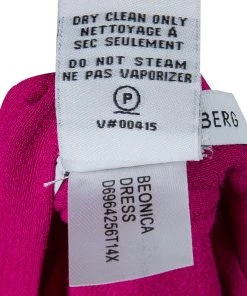 DRY CLEAN ONLY
NETTOYAGE À
SEC SEULEMENT
DO NOT STEAM
NE PAS VAPORIZER
P
V#00415
BERG
BEONICA
DRESS
D6964256T14X